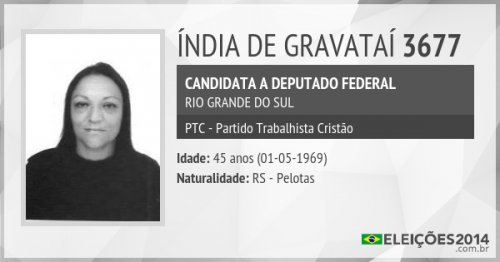 ÍNDIA DE GRAVATAÍ 3677
CANDIDATA A DEPUTADO FEDERAL
RIO GRANDE DO SUL
PTC - Partido Trabalhista Cristão
Idade: 45 anos (01-05-1969)
Naturalidade: RS - Pelotas
ELEIÇÕES2014
.com.br